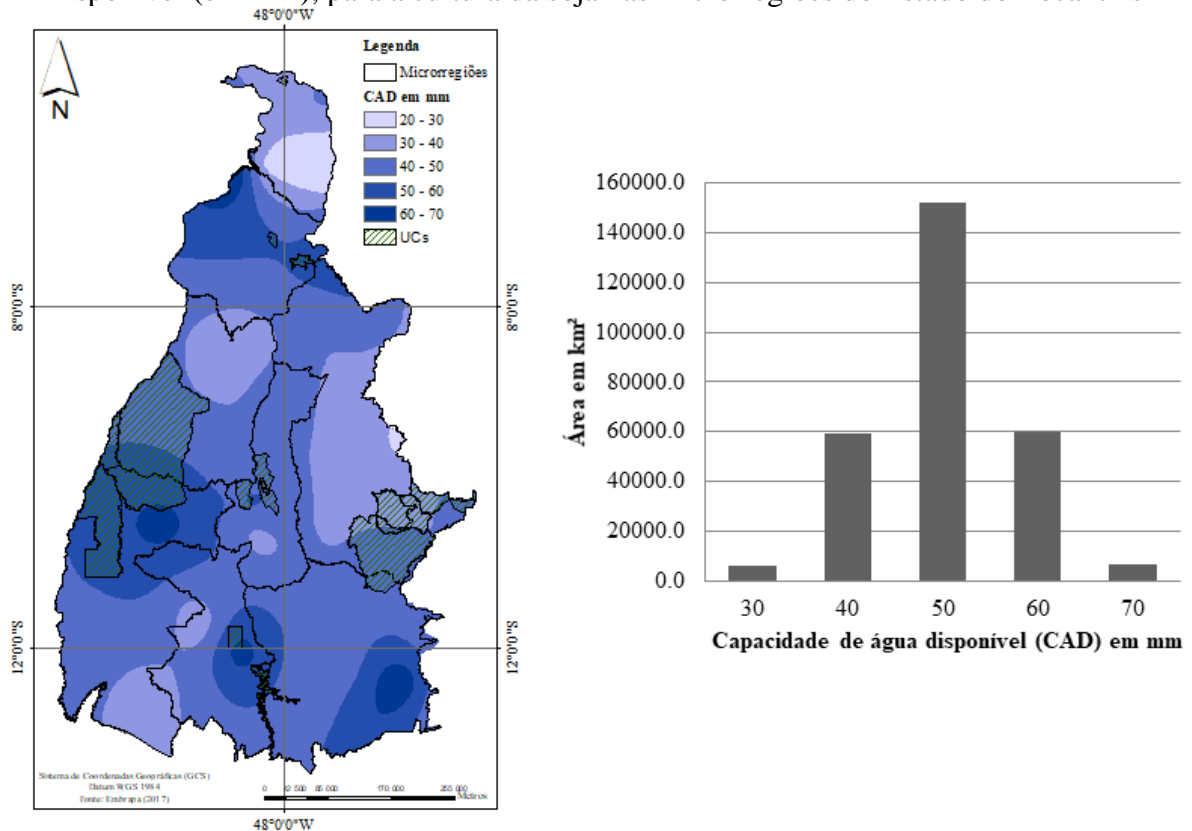 48°0'0"W
Legenda
Microrregiões
CAD em mm
20 - 30
30 - 40
40 - 50
50 - 60
60 - 70
UCs
N
8°0'0"S
8°0'0"S
12°0'0"S
12°0'0"S
Sistema de Coordenadas Geográficas (GCS)
Datum WGS 1984
Fonte: Embrapa (2017)
0
170 000
Metros
48°0'0"W
160000.0
140000.0
120000.0
100000.0
80000.0
60000.0
40000.0
20000.0
0.0
Área em km²
30 40 50 60 70
Capacidade de água disponível (CAD) em mm